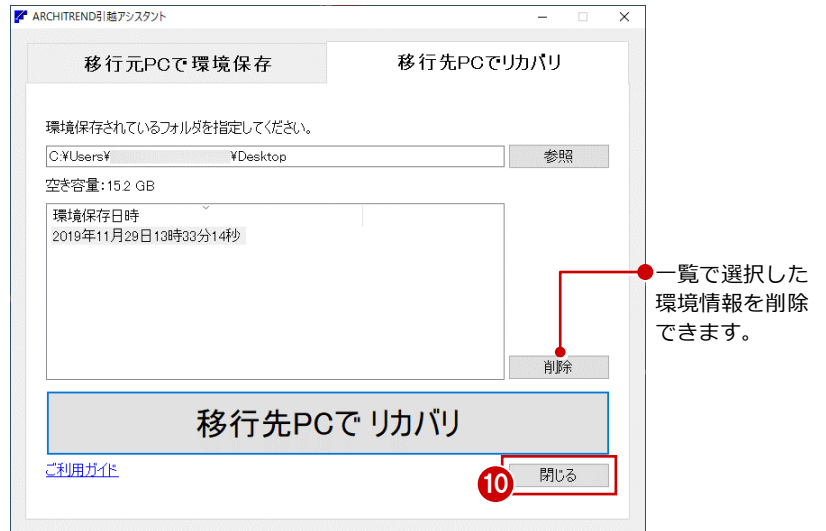 ARCHITREND引越アシスタント
移行元PCで環境保存
移行先PCでリカバリ
環境保存されているフォルダを指定してください。
C:¥Users¥ ¥Desktop
参照
空き容量:15.2 GB
環境保存日時
2019年11月29日13時33分14秒
一覧で選択した
環境情報を削除
できます。
削除
移行先PCでリカバリ
ご利用ガイド
10
閉じる